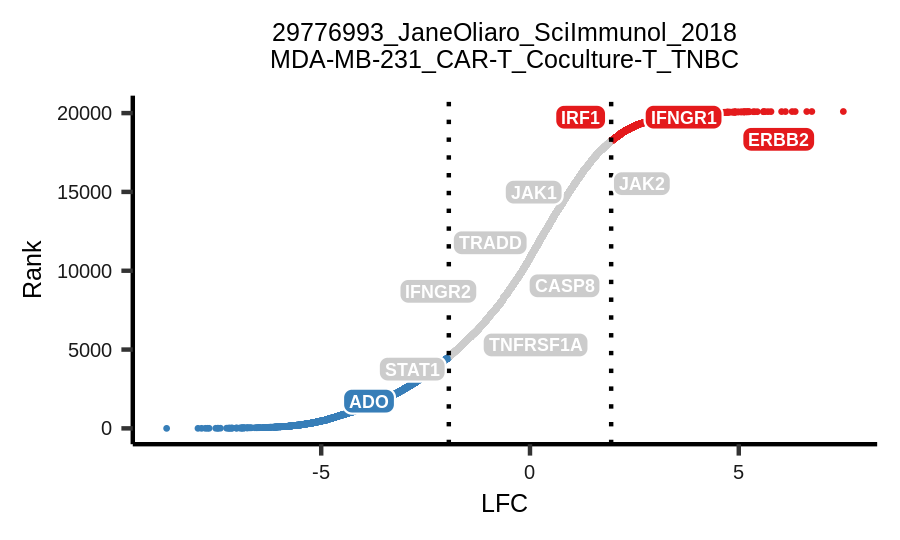 29776993_JaneOliaro_SciImmunol_2018
MDA-MB-231_CAR-T_Coculture-T_TNBC
20000
IRF1
IFNGR1
ERBB2
15000
JAK1
JAK2
TRADD
10000
IFNGR2
CASP8
5000
TNFRSF1A
STAT1
ADO
0
Rank
-5
0
5
LFC